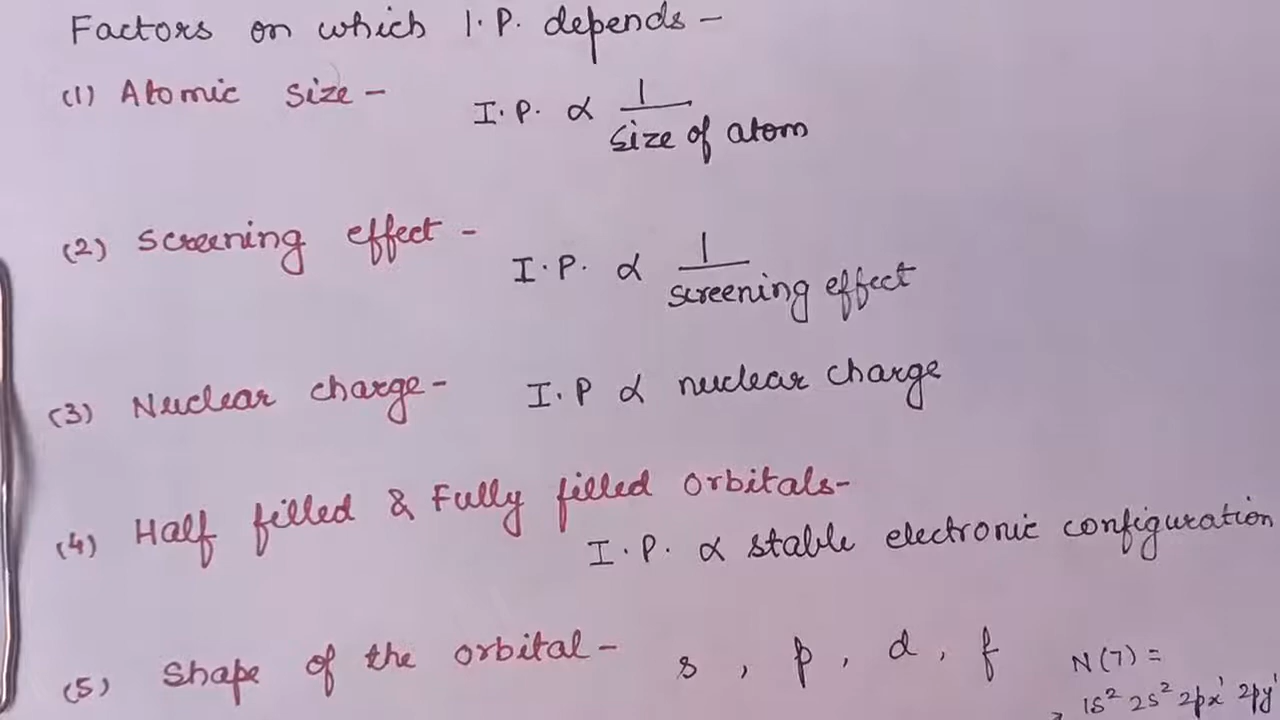 Factors on which I.P. depends -
(1) Atomic size - I.P. ∝ 1/size of atom
(2) Screening effect - I.P. ∝ 1/screening effect
(3) Nuclear charge - I.P ∝ nuclear charge
(4) Half filled & Fully filled orbitals-
I.P. ∝ stable electronic configuration
(5) Shape of the orbital - s, p, d, f
N(7) =
1s² 2s² 2px¹ 2py¹